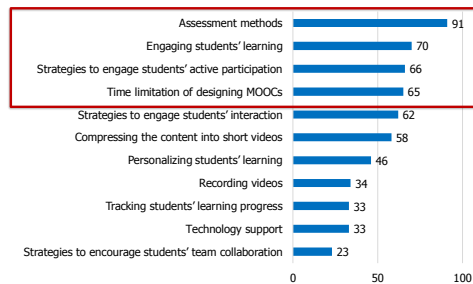 Assessment methods 91
Engaging students' learning 70
Strategies to engage students' active participation 66
Time limitation of designing MOOCs 65
Strategies to engage students' interaction 62
Compressing the content into short videos 58
Personalizing students' learning 46
Recording videos 34
Tracking students' learning progress 33
Technology support 33
Strategies to encourage students' team collaboration 23
0 50 100